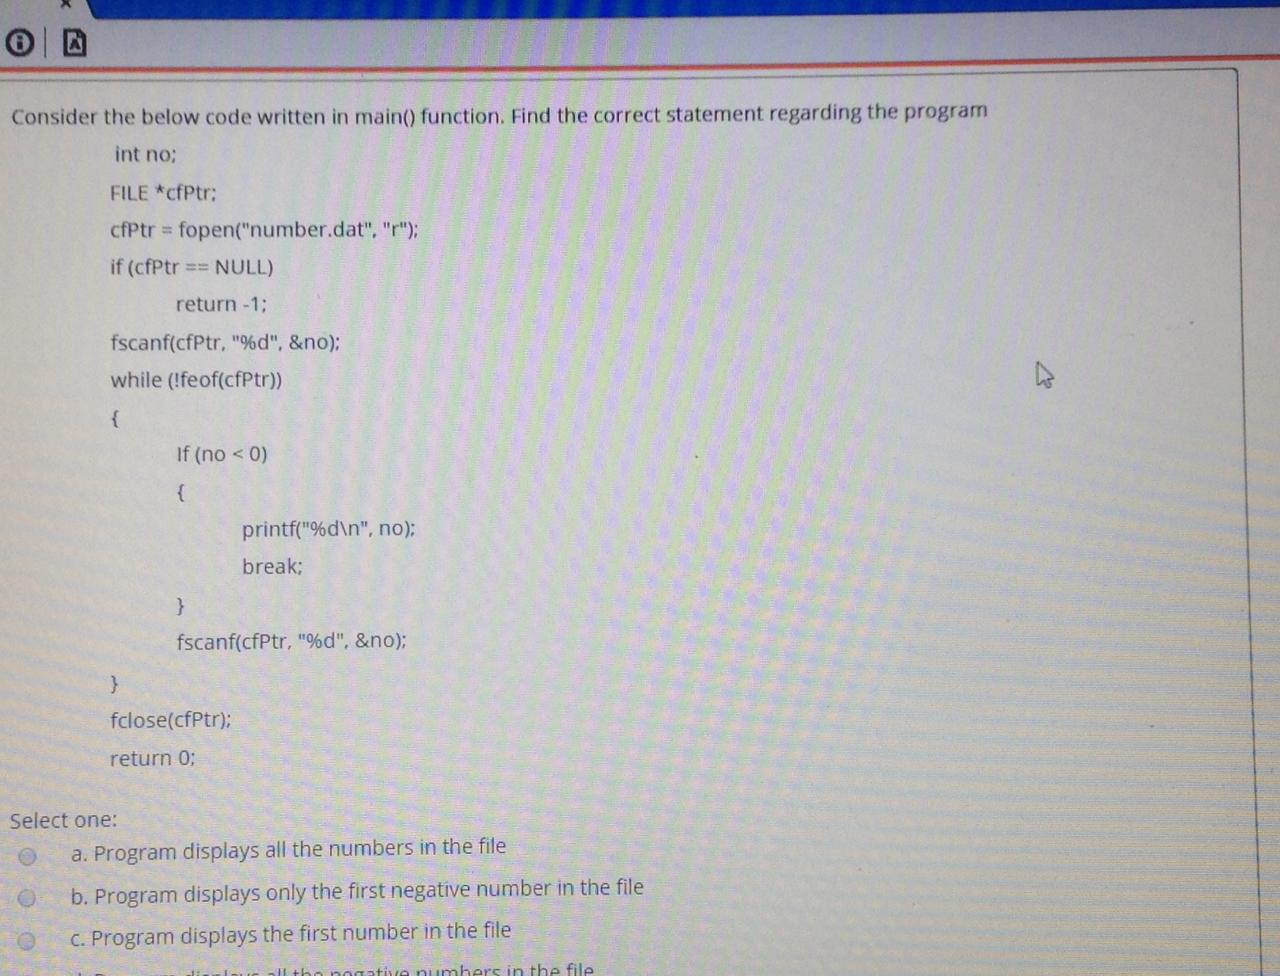 Consider the below code written in main() function. Find the correct statement regarding the program
int no;
FILE *cfPtr;
cfPtr = fopen("number.dat", "r");
if (cfPtr == NULL)
return -1;
fscanf(cfPtr, "%d", &no);
while (!feof(cfPtr))
{
If (no < 0)
{
printf("%d\n", no);
break;
}
fscanf(cfPtr, "%d", &no);
}
fclose(cfPtr);
return 0;
Select one:
a. Program displays all the numbers in the file
b. Program displays only the first negative number in the file
c. Program displays the first number in the file
d. Program displays all the negative numbers in the file